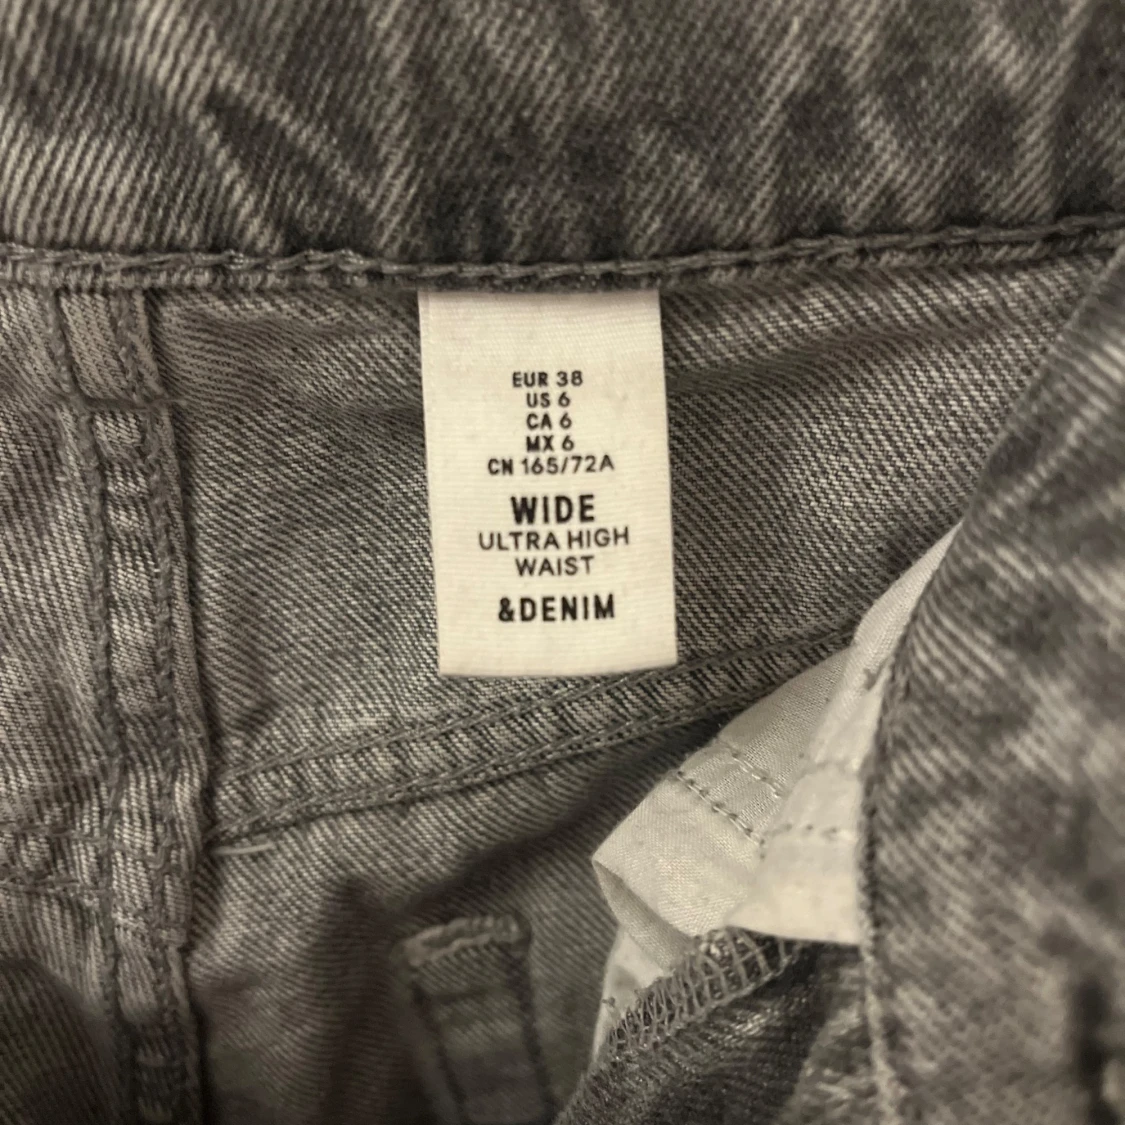 EUR 38
US 6
CA 6
MX 6
CN 165/72A
WIDE
ULTRA HIGH
WAIST
&DENIM